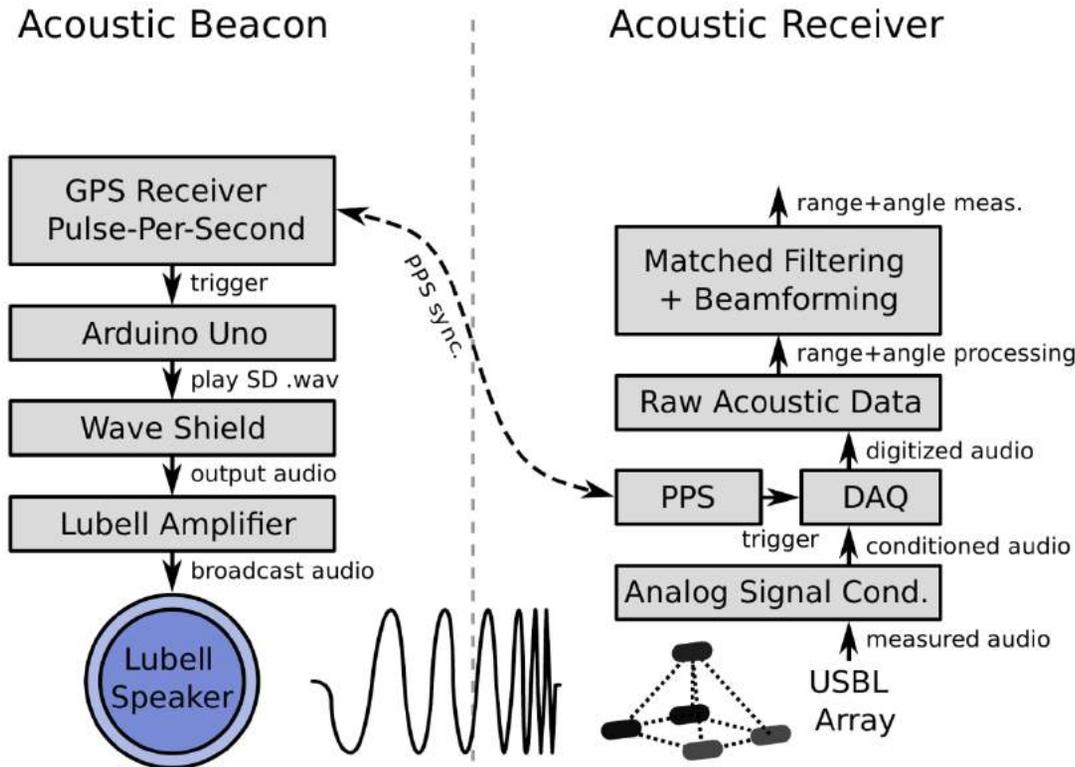 Acoustic Beacon
GPS Receiver
Pulse-Per-Second
trigger
Arduino Uno
play SD .wav
Wave Shield
output audio
Lubell Amplifier
broadcast audio
Lubell
Speaker
PPS sync.
Acoustic Receiver
range+angle meas.
Matched Filtering
+ Beamforming
range+angle processing
Raw Acoustic Data
digitized audio
PPS
DAQ
trigger
conditioned audio
Analog Signal Cond.
measured audio
USBL
Array